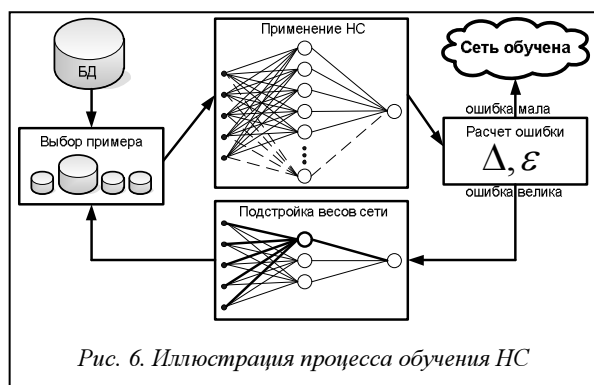 БД
Применение НС
Сеть обучена
Выбор примера
ошибка мала
Расчет ошибки
Δ, ε
ошибка велика
Подстройка весов сети
Рис. 6. Иллюстрация процесса обучения НС